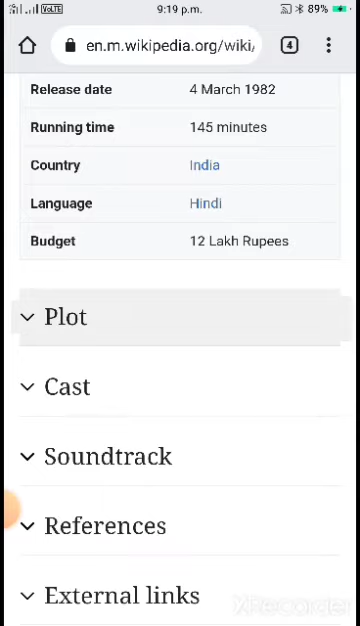 VoLTE 9:19 p.m. 89%
en.m.wikipedia.org/wiki/ 4
Release date 4 March 1982
Running time 145 minutes
Country India
Language Hindi
Budget 12 Lakh Rupees
Plot
Cast
Soundtrack
References
External links
XRecorder